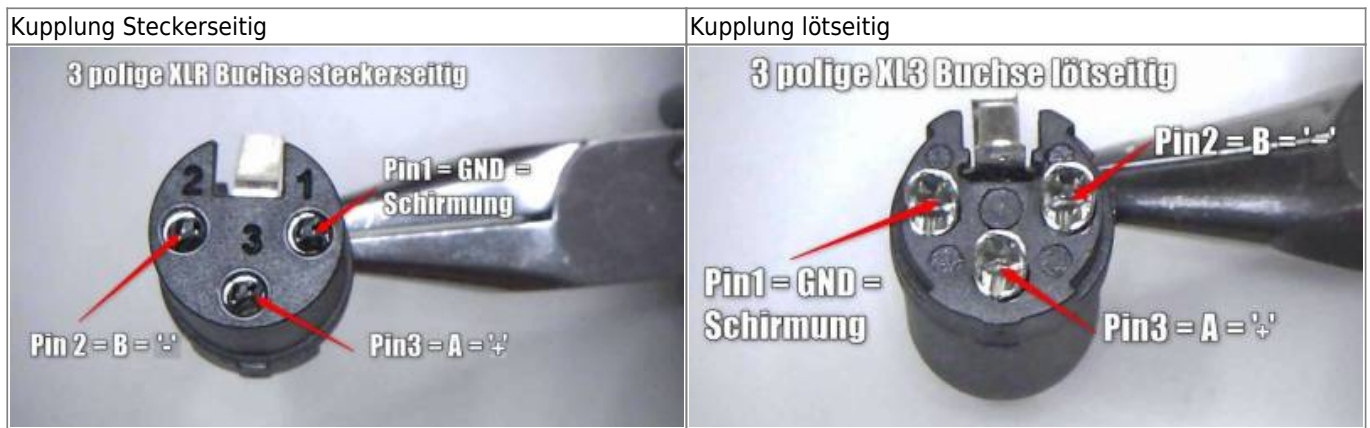 Kupplung Steckerseitig
Kupplung lötseitig
3 polige XLR Buchse steckerseitig
2
1
3
Pin1 = GND =
Schirmung
Pin 2 = B = '-'
Pin3 = A = '+'
3 polige XL3 Buchse lötseitig
Pin2 = B = '-'
Pin1 = GND =
Schirmung
Pin3 = A = '+'